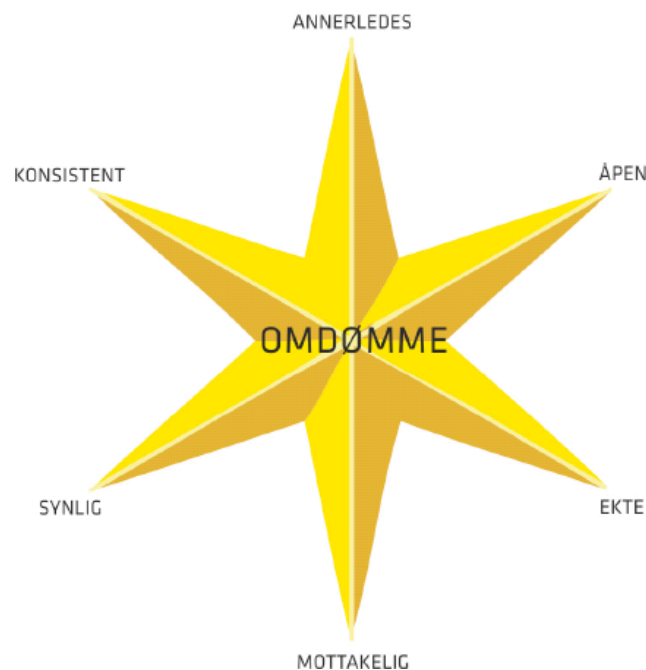 ANNERLEDES
KONSISTENT
ÅPEN
OMDØMME
SYNLIG
EKTE
MOTTAKELIG